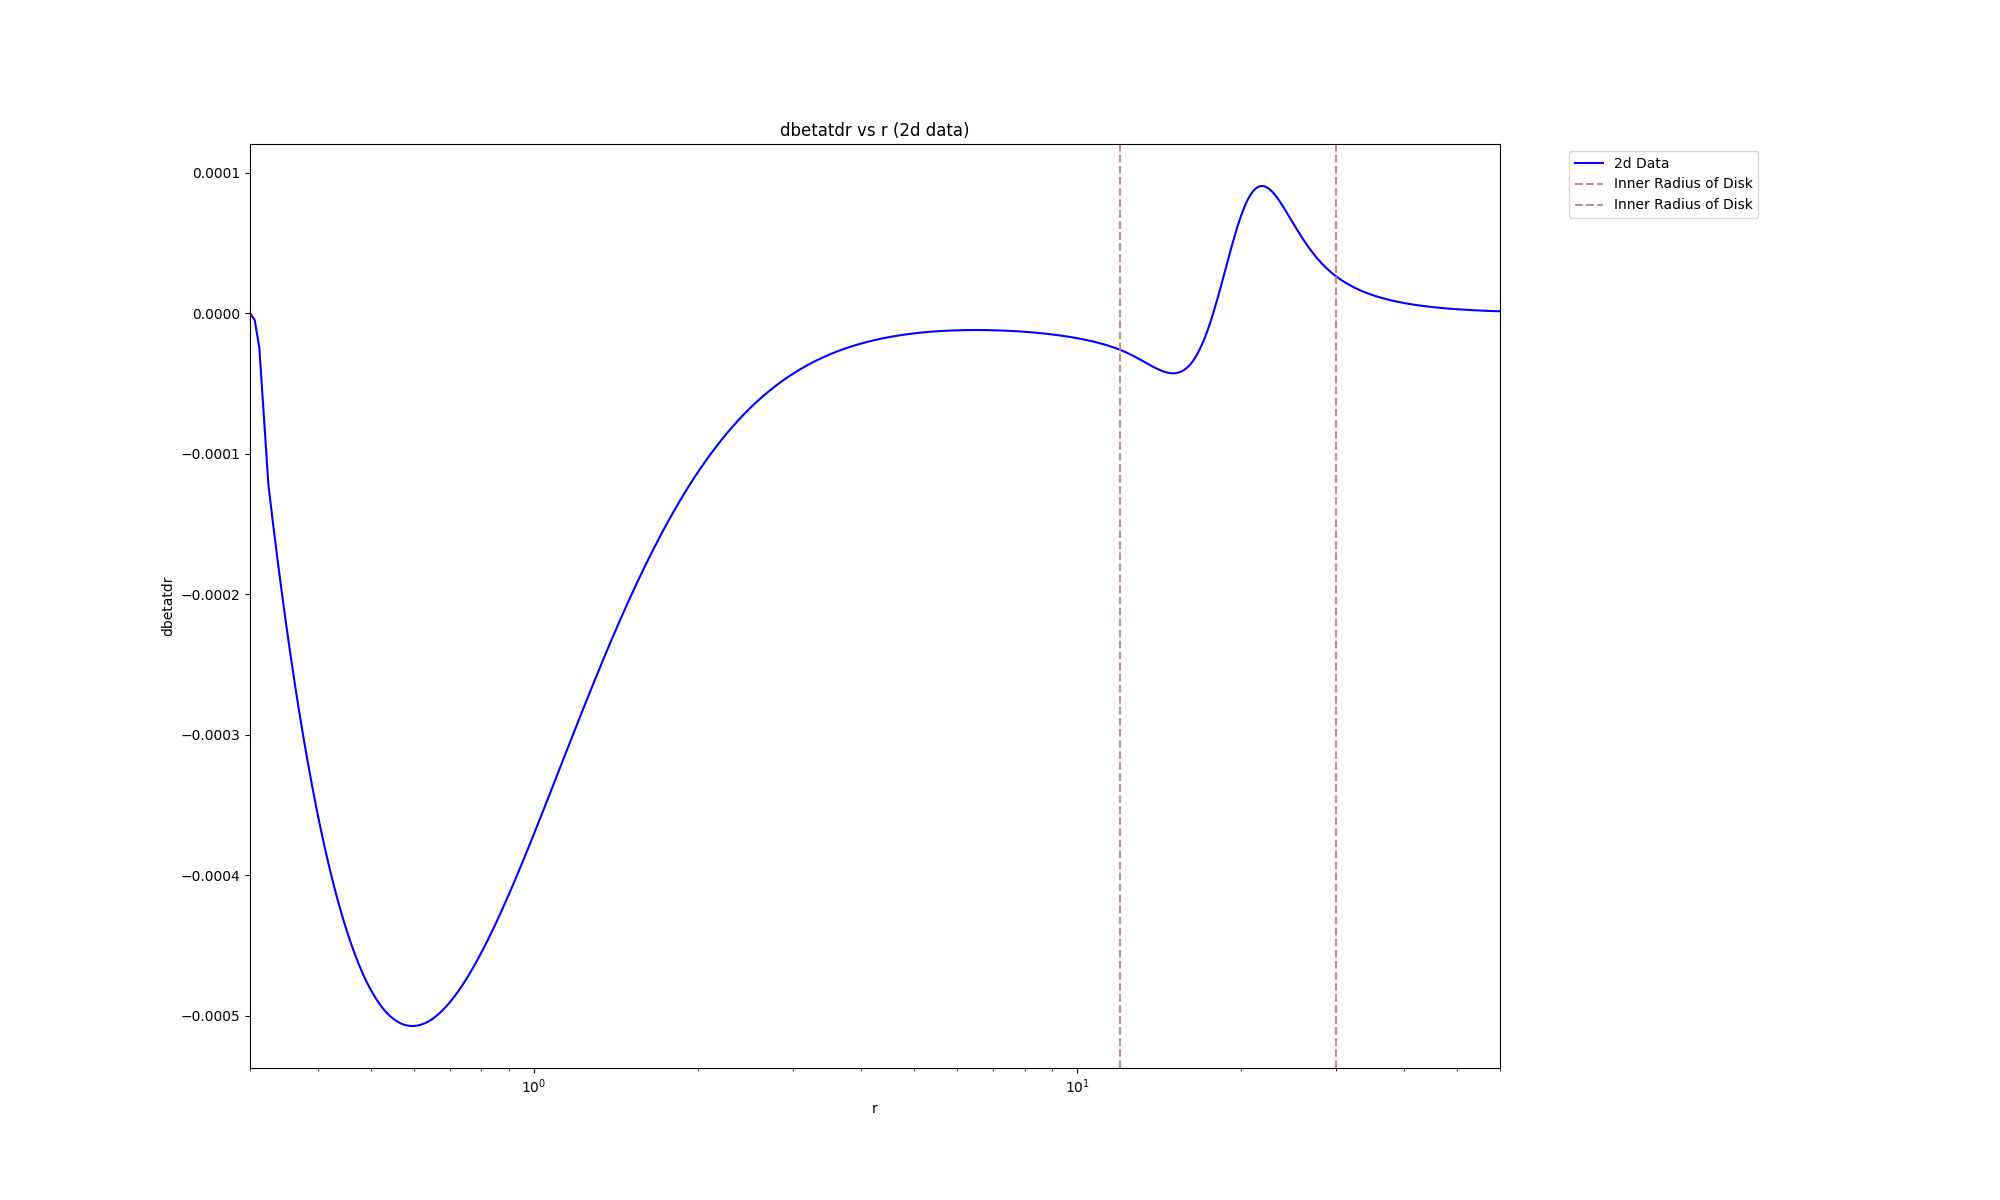 dbetatdr vs r (2d data)
2d Data
Inner Radius of Disk
Inner Radius of Disk
0.0001
0.0000
−0.0001
−0.0002
−0.0003
−0.0004
−0.0005
dbetatdr
10⁰
10¹
r